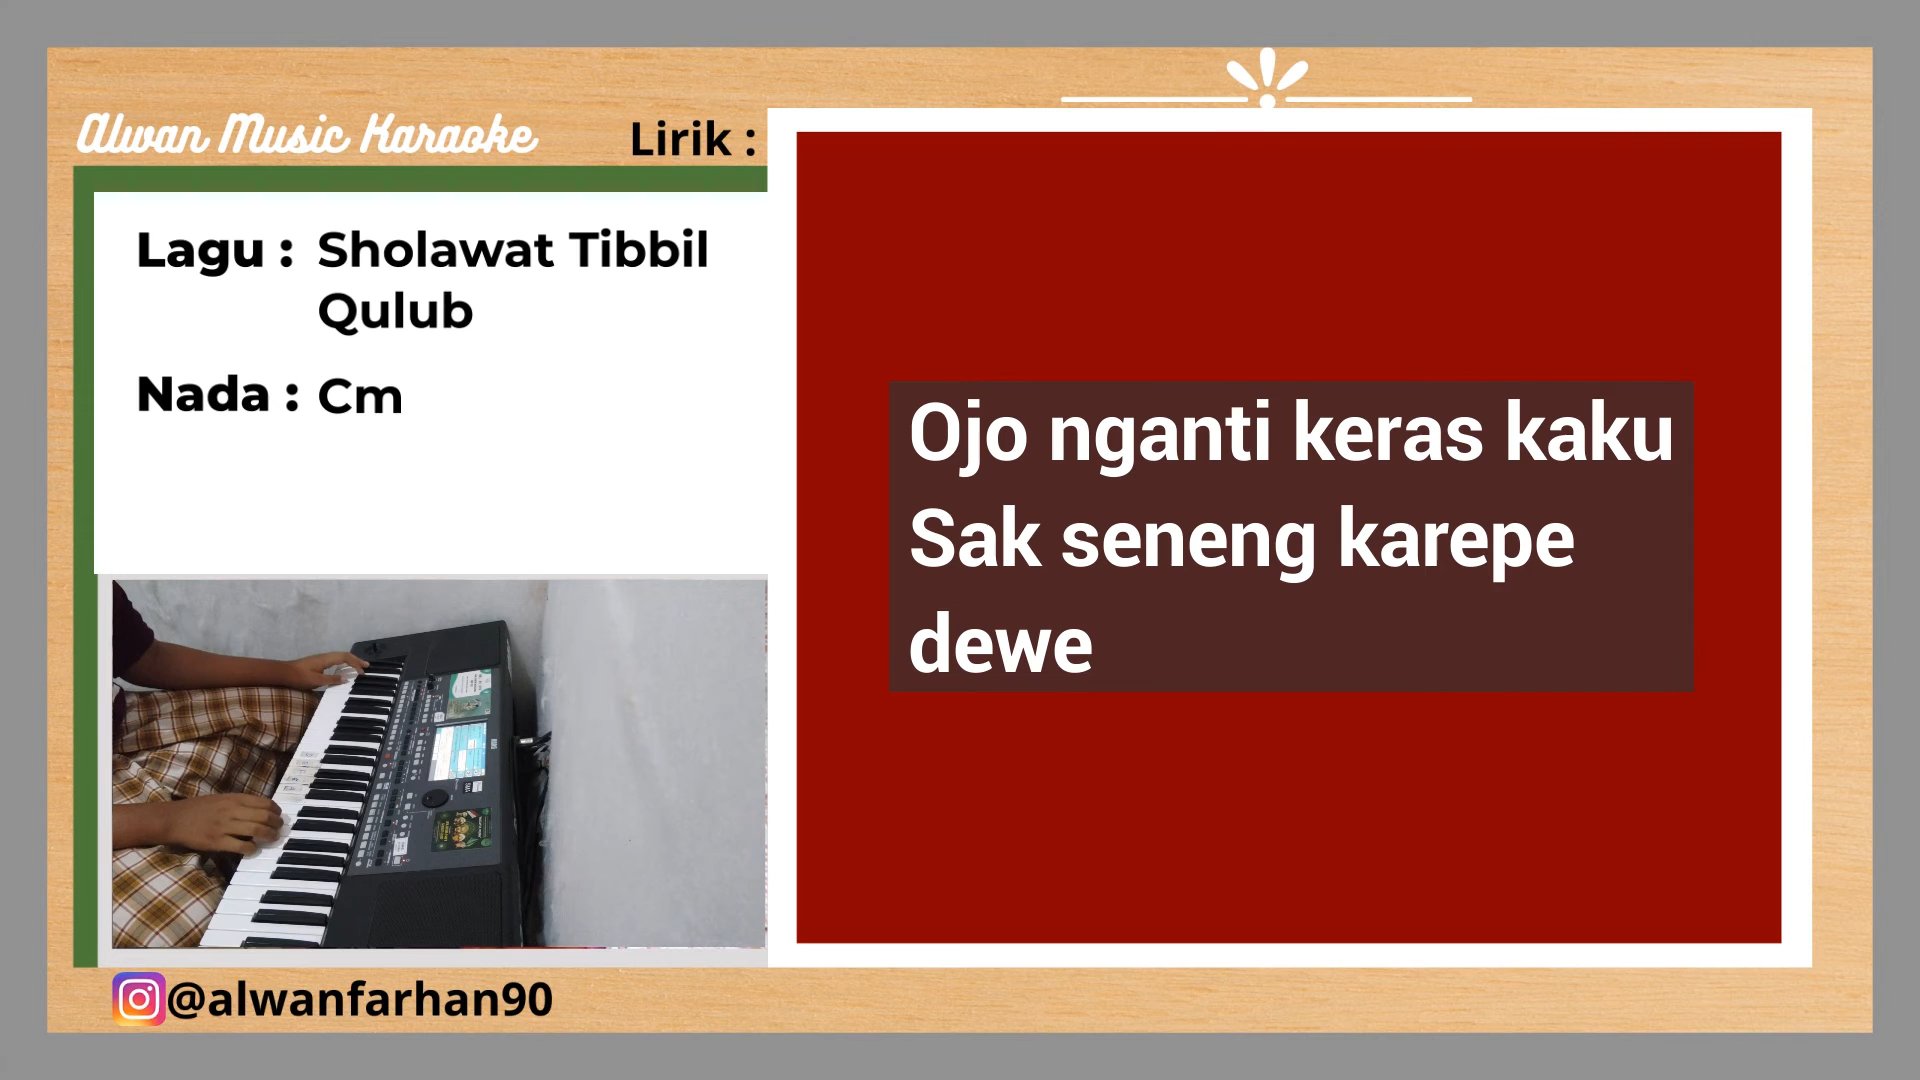 Alwan Music Karaoke
Lirik :
Lagu : Sholawat Tibbil
Qulub
Nada : Cm
Ojo nganti keras kaku
Sak seneng karepe
dewe
@alwanfarhan90